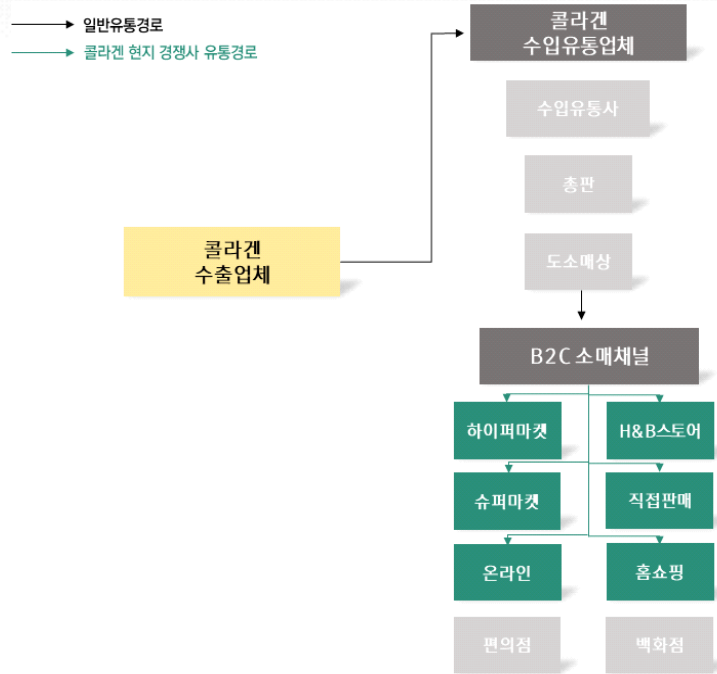 일반유통경로
콜라겐 현지 경쟁사 유통경로
콜라겐
수입유통업체
수입유통사
총판
도소매상
콜라겐
수출업체
B2C 소매채널
하이퍼마켓
H&B스토어
슈퍼마켓
직접판매
온라인
홈쇼핑
편의점
백화점